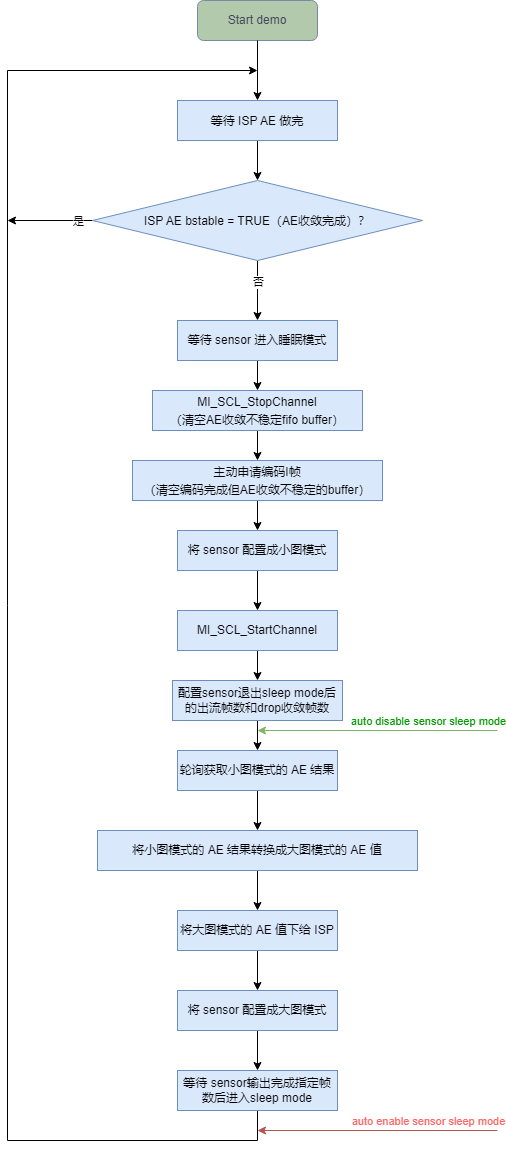 Start demo
等待 ISP AE 做完
ISP AE bstable = TRUE（AE收敛完成）？
是
否
等待 sensor 进入睡眠模式
MI_SCL_StopChannel
（清空AE收敛不稳定fifo buffer）
主动申请编码I帧
（清空编码完成但AE收敛不稳定的buffer）
将 sensor 配置成小图模式
MI_SCL_StartChannel
配置sensor退出sleep mode后
的出流帧数和drop收敛帧数
auto disable sensor sleep mode
轮询获取小图模式的 AE 结果
将小图模式的 AE 结果转换成大图模式的 AE 值
将大图模式的 AE 值下给 ISP
将 sensor 配置成大图模式
等待 sensor输出完成指定帧
数后进入sleep mode
auto enable sensor sleep mode